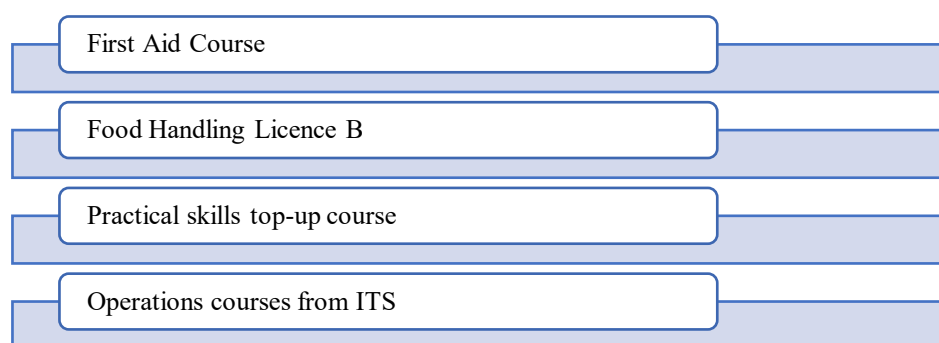 First Aid Course
Food Handling Licence B
Practical skills top-up course
Operations courses from ITS